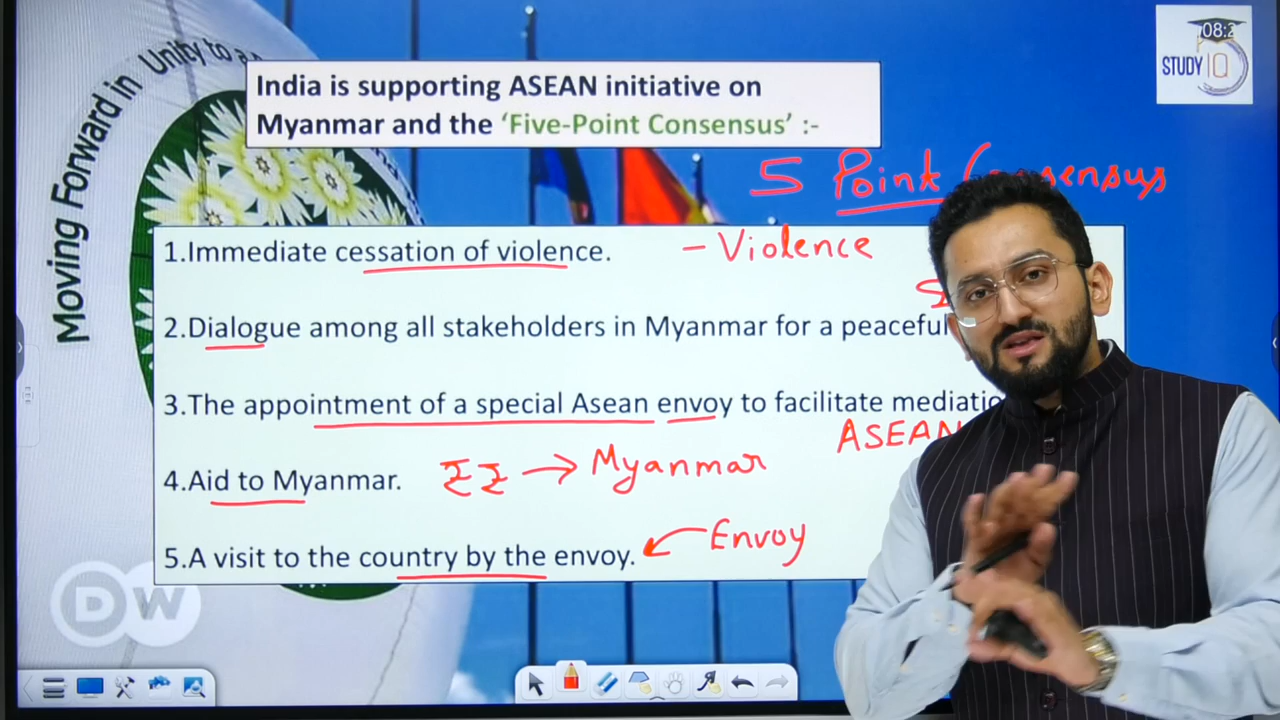 Moving Forward in Unity to a
08:2
STUDY IQ
India is supporting ASEAN initiative on
Myanmar and the ‘Five-Point Consensus’ :-
5 Point Consensus
1.Immediate cessation of violence.
- Violence
2.Dialogue among all stakeholders in Myanmar for a peaceful
3.The appointment of a special Asean envoy to facilitate mediatio
ASEAN
4.Aid to Myanmar.
₹₹ → Myanmar
5.A visit to the country by the envoy.
Envoy
DW